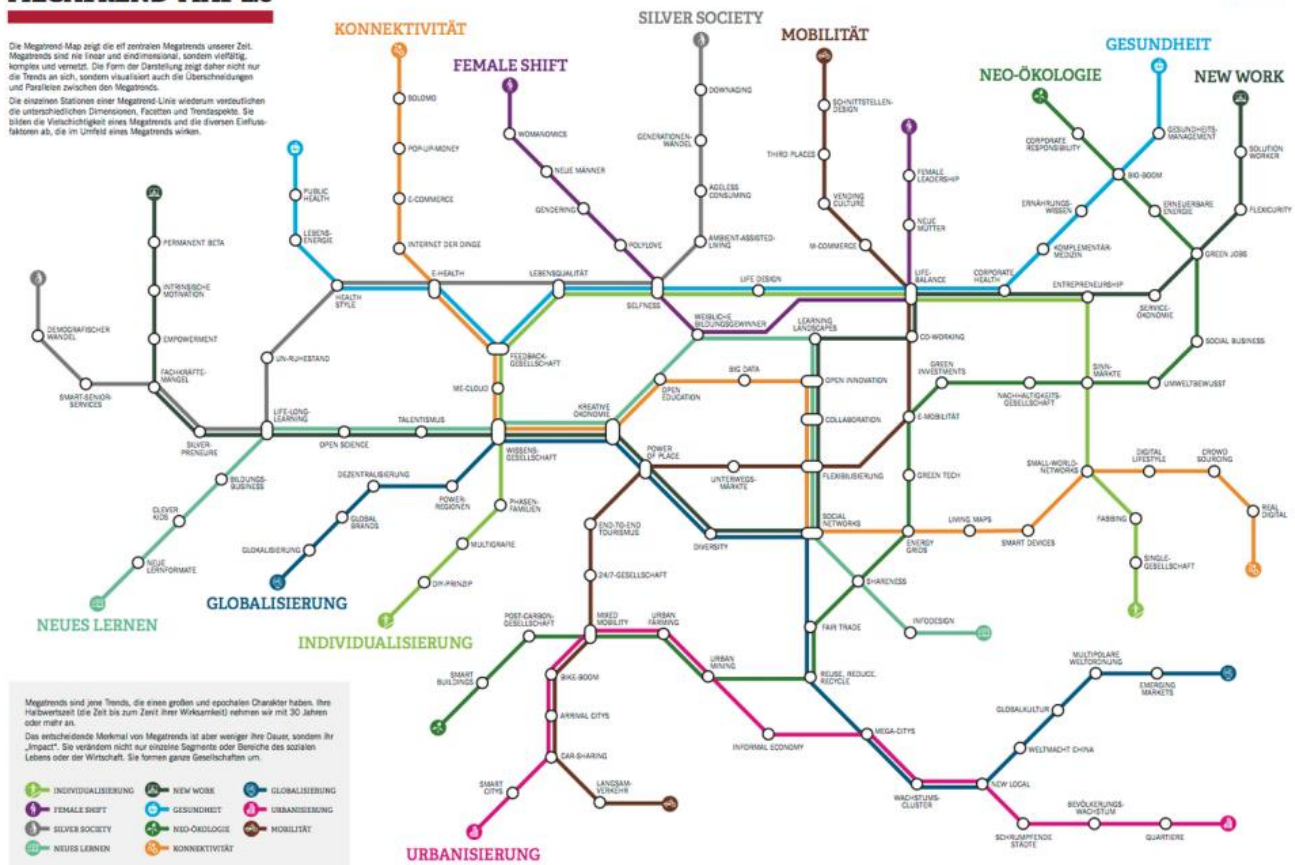 Die Megatrend-Map zeigt die elf zentralen Megatrends unserer Zeit.
Megatrends sind nie linear und eindimensional, sondern vielfältig,
komplex und vernetzt. Die Form der Darstellung zeigt daher nicht nur
die Trends an sich, sondern visualisiert auch die Überschneidungen
und Parallelen zwischen den Megatrends.
Die einzelnen Stationen einer Megatrend-Linie wiederum verdeutlichen
die unterschiedlichen Dimensionen, Facetten und Trendaspekte. Sie
bilden die Vielschichtigkeit eines Megatrends und die diversen Einfluss-
faktoren ab, die im Umfeld eines Megatrends wirken.
KONNEKTIVITÄT
SOLOMO
POP-UP-MONEY
E-COMMERCE
INTERNET DER DINGE
E-HEALTH
FEMALE SHIFT
WOMANOMICS
NEUE MÄNNER
GENDERING
POLYLOVE
SILVER SOCIETY
DOWNAGING
GENERATIONEN-
WANDEL
AGELESS
CONSUMING
AMBIENT-ASSISTED-
LIVING
MOBILITÄT
SCHNITTSTELLEN-
DESIGN
THIRD PLACES
VENDING
CULTURE
M-COMMERCE
FEMALE
LEADERSHIP
NEUE
MÜTTER
LIFE-
BALANCE
NEO-ÖKOLOGIE
CORPORATE
RESPONSIBILITY
GESUNDHEIT
GESUNDHEITS-
MANAGEMENT
BIO-BOOM
ERNÄHRUNGS-
WISSEN
ERNEUERBARE
ENERGIE
KOMPLEMENTÄR
MEDIZIN
CORPORATE
HEALTH
NEW WORK
SOLUTION
WORKER
FLEXICURITY
GREEN JOBS
ENTREPRENEURSHIP
SERVICE-
ÖKONOMIE
SOCIAL BUSINESS
UMWELTBEWUSST
PUBLIC
HEALTH
LEBENS-
ENERGIE
HEALTH
STYLE
PERMANENT BETA
INTRINSISCHE
MOTIVATION
EMPOWERMENT
FACHKRÄFTE-
MANGEL
DEMOGRAFISCHER
WANDEL
SMART-SENIOR-
SERVICES
SILVER-
PRENEURE
UN-RUHESTAND
LIFE-LONG-
LEARNING
OPEN SCIENCE
TALENTISMUS
LEBENSQUALITÄT
SELFNESS
LIFE DESIGN
FEEDBACK-
GESELLSCHAFT
ME-CLOUD
WEIBLICHE
BILDUNGSGEWINNER
LEARNING
LANDSCAPES
CO-WORKING
OPEN
EDUCATION
BIG DATA
OPEN INNOVATION
COLLABORATION
GREEN
INVESTMENTS
NACHHALTIGKEITS-
GESELLSCHAFT
SINN-
MÄRKTE
E-MOBILITÄT
KREATIVE
ÖKONOMIE
WISSENS-
GESELLSCHAFT
POWER
OF PLACE
UNTERWEGS-
MÄRKTE
FLEXIBILISIERUNG
GREEN TECH
SMALL-WORLD-
NETWORKS
DIGITAL
LIFESTYLE
CROWD
SOURCING
REAL
DIGITAL
FABBING
SINGLE-
GESELLSCHAFT
BILDUNGS-
BUSINESS
CLEVER
KIDS
NEUE
LERNFORMATE
NEUES LERNEN
DEZENTRALISIERUNG
POWER-
REGIONEN
GLOBAL
BRANDS
GLOKALISIERUNG
GLOBALISIERUNG
PHASEN-
FAMILIEN
MULTIGRAFIE
DIY-PRINZIP
INDIVIDUALISIERUNG
END-TO-END
TOURISMUS
24/7-GESELLSCHAFT
DIVERSITY
SOCIAL
NETWORKS
ENERGY
GRIDS
LIVING MAPS
SMART DEVICES
SHARENESS
INFODESIGN
FAIR TRADE
POST-CARBON-
GESELLSCHAFT
MIXED
MOBILITY
URBAN
FARMING
URBAN
MINING
REUSE, REDUCE,
RECYCLE
SMART
BUILDINGS
BIKE-BOOM
ARRIVAL CITYS
CAR-SHARING
SMART
CITYS
LANGSAM-
VERKEHR
URBANISIERUNG
INFORMAL ECONOMY
MEGA-CITYS
WACHSTUMS-
CLUSTER
NEW LOCAL
WELTMACHT CHINA
GLOBALKULTUR
MULTIPOLARE
WELTORDNUNG
EMERGING
MARKETS
SCHRUMPFENDE
STÄDTE
BEVÖLKERUNGS-
WACHSTUM
QUARTIERE
Megatrends sind jene Trends, die einen großen und epochalen Charakter haben. Ihre
Halbwertszeit (die Zeit bis zum Zenit ihrer Wirksamkeit) nehmen wir mit 30 Jahren
oder mehr an.
Das entscheidende Merkmal von Megatrends ist aber weniger ihre Dauer, sondern ihr
„Impact“. Sie verändern nicht nur einzelne Segmente oder Bereiche des sozialen
Lebens oder der Wirtschaft. Sie formen ganze Gesellschaften um.
INDIVIDUALISIERUNG
NEW WORK
GLOBALISIERUNG
FEMALE SHIFT
GESUNDHEIT
URBANISIERUNG
SILVER SOCIETY
NEO-ÖKOLOGIE
MOBILITÄT
NEUES LERNEN
KONNEKTIVITÄT